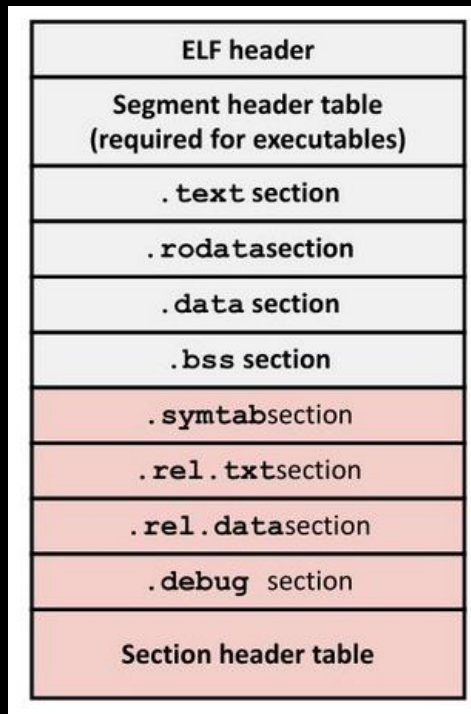 ELF header
Segment header table
(required for executables)
.text section
.rodatasection
.data section
.bss section
.symtabsection
.rel.txtsection
.rel.datasection
.debug section
Section header table